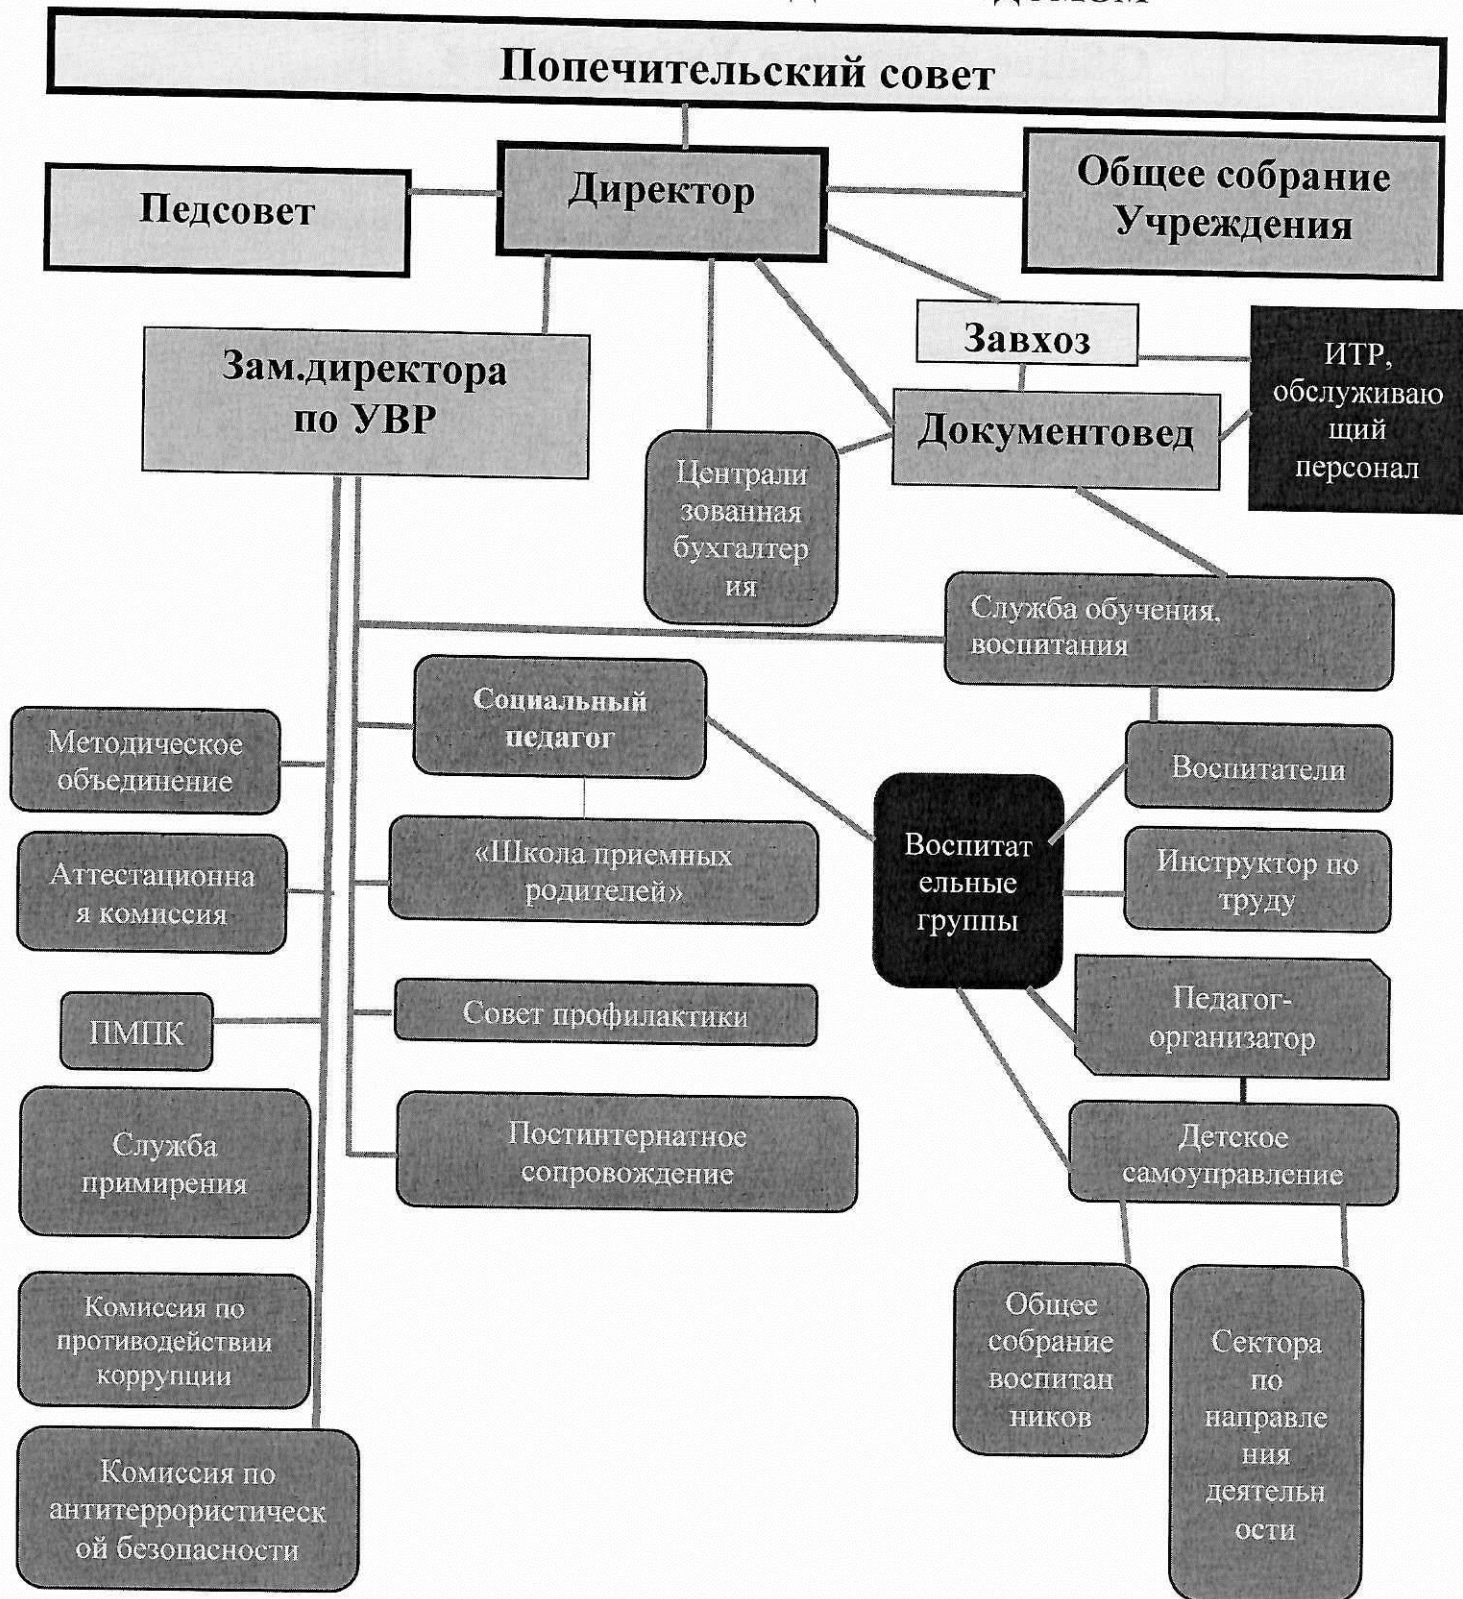 Попечительский совет
Педсовет
Директор
Общее собрание
Учреждения
Зам.директора
по УВР
Завхоз
ИТР,
обслуживаю
щий
персонал
Документовед
Централи
зованная
бухгалтер
ия
Служба обучения,
воспитания
Социальный
педагог
Методическое
объединение
Воспитатели
«Школа приемных
родителей»
Воспитат
ельные
группы
Аттестационна
я комиссия
Инструктор по
труду
Совет профилактики
ПМПК
Педагог-
организатор
Служба
примирения
Постинтернатное
сопровождение
Детское
самоуправление
Комиссия по
противодействии
коррупции
Общее
собрание
воспитан
ников
Сектора
по
направле
ния
деятельн
ости
Комиссия по
антитеррористическ
ой безопасности